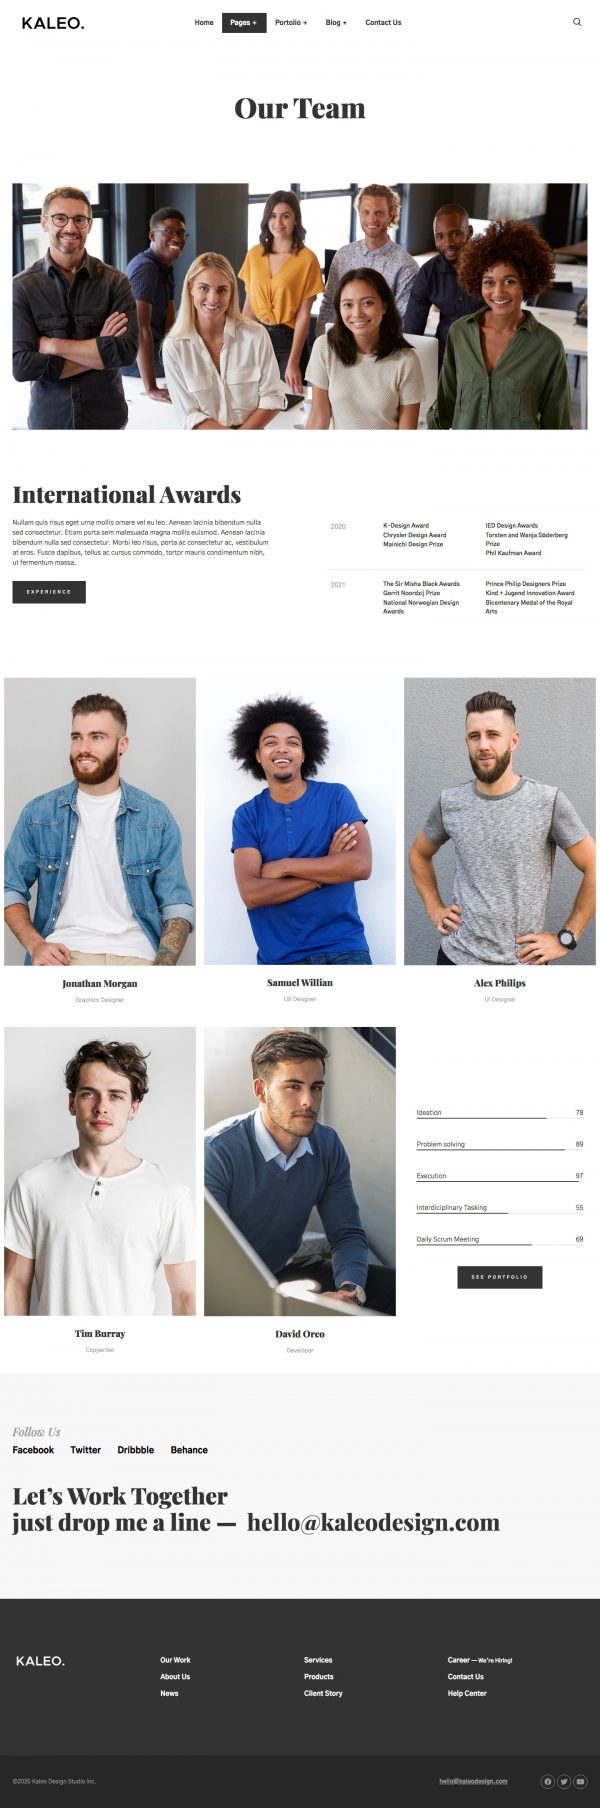 KALEO.
Home Pages + Portolio + Blog + Contact Us
Our Team
International Awards
Nullam quis risus eget urna mollis ornare vel eu leo. Aenean lacinia bibendum nulla
sed consectetur. Etiam porta sem malesuada magna mollis euismod. Aenean lacinia
bibendum nulla sed consectetur. Morbi leo risus, porta ac consectetur ac, vestibulum
at eros. Fusce dapibus, tellus ac cursus commodo, tortor mauris condimentum nibh,
ut fermentum massa.
EXPERIENCE
2020
K-Design Award
Chrysler Design Award
Mainichi Design Prize
IED Design Awards
Torsten and Wanja Söderberg
Prize
Phil Kaufman Award
2021
The Sir Misha Black Awards
Gerrit Noordzij Prize
National Norwegian Design
Awards
Prince Philip Designers Prize
Kind + Jugend Innovation Award
Bicentenary Medal of the Royal
Arts
Jonathan Morgan
Graphics Designer
Samuel Willian
UX Deisgner
Alex Philips
UI Designer
Tim Burray
Copywriter
David Oreo
Developer
Ideation 78
Problem solving 89
Execution 97
Interdiciplinary Tasking 55
Daily Scrum Meeting 69
SEE PORTFOLIO
Follow Us
Facebook Twitter Dribbble Behance
Let's Work Together
just drop me a line — hello@kaleodesign.com
KALEO.
Our Work
About Us
News
Services
Products
Client Story
Career — We're Hiring!
Contact Us
Help Center
©2020 Kaleo Design Studio Inc.
hello@kaleodesign.com